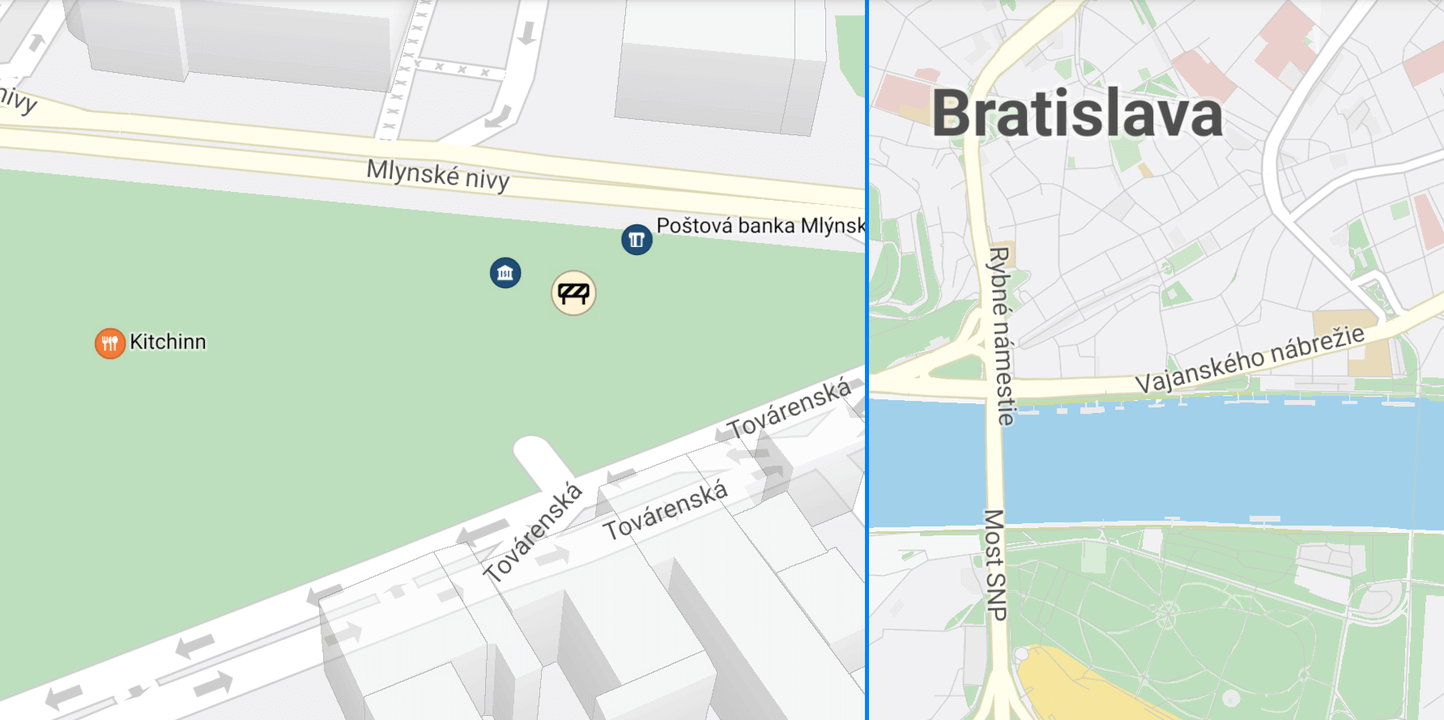 nivy
Mlynské nivy
Poštová banka Mlýnsk
Kitchinn
Továrenská
Továrenská
Továrenská
Bratislava
Rybné námestie
Vajanského nábrežie
Most SNP